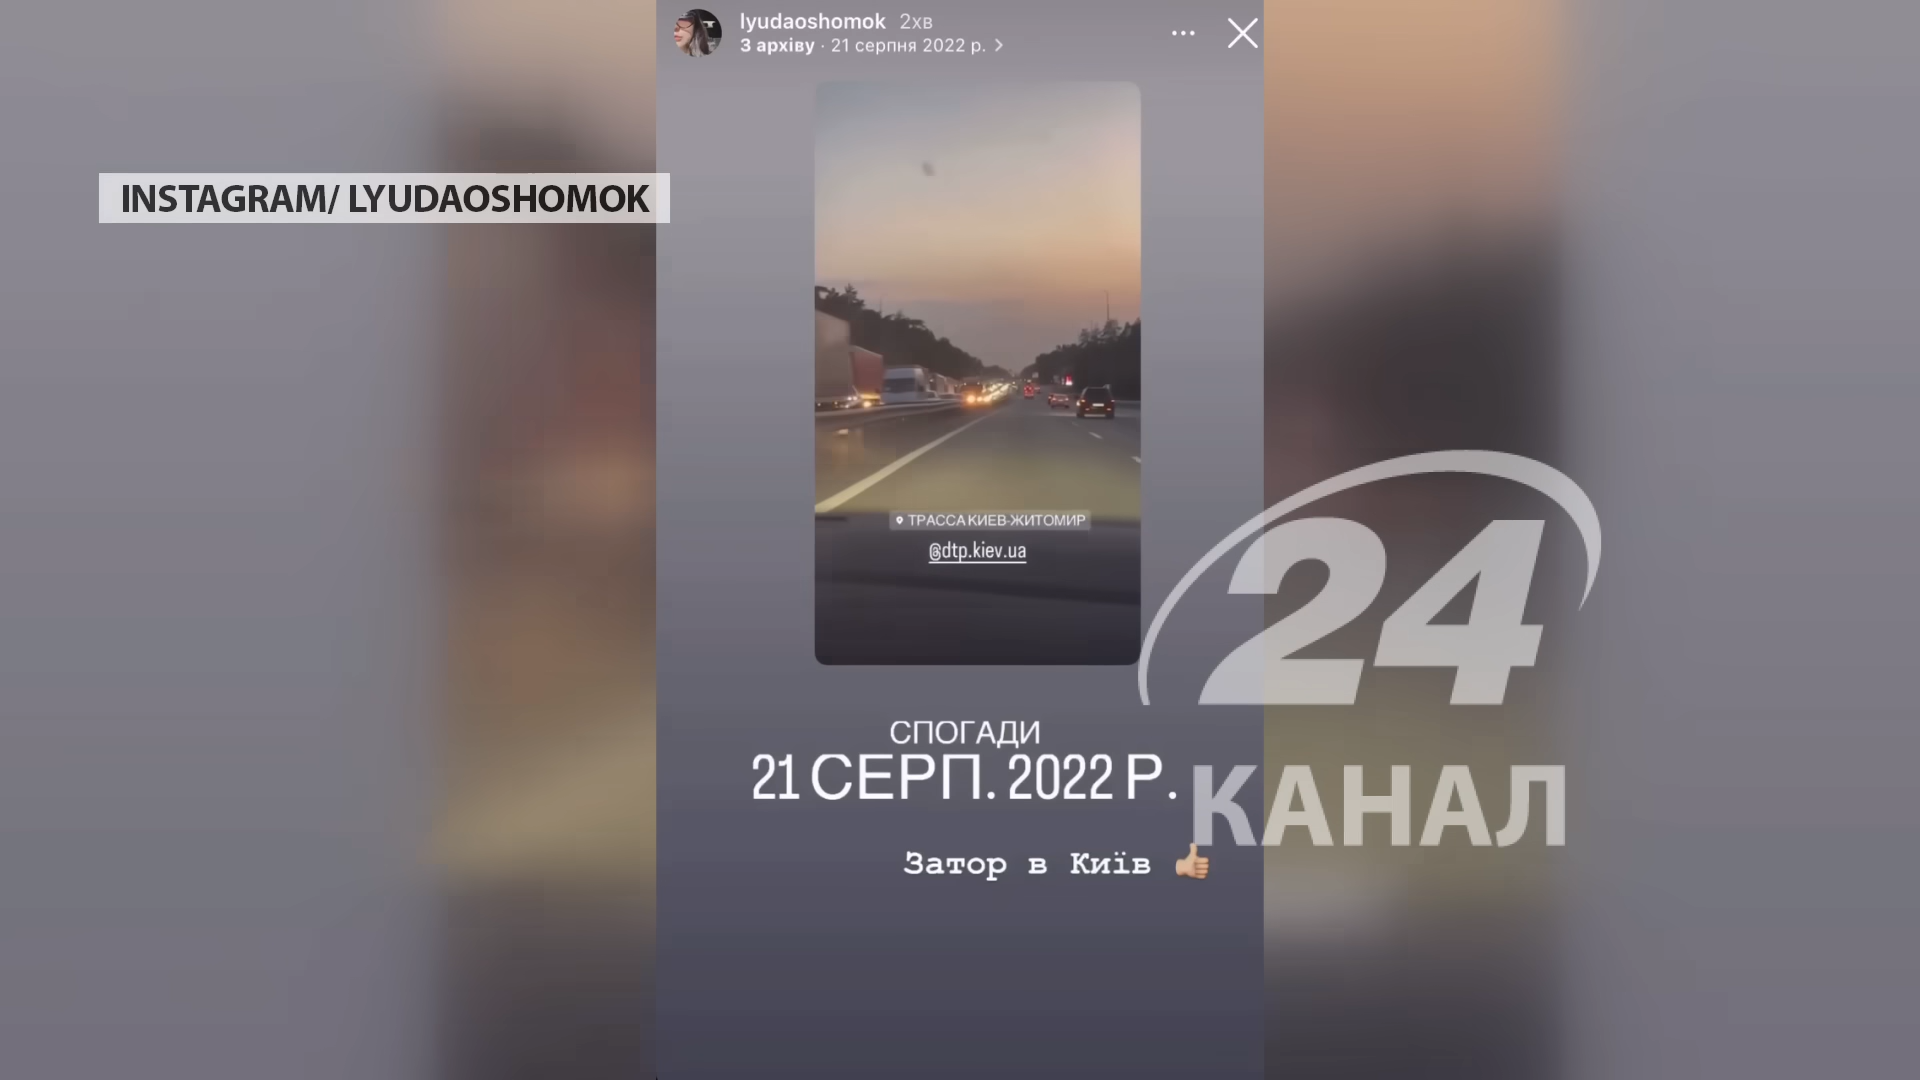 lyudaoshomok 2хв
З архіву · 21 серпня 2022 р. >
INSTAGRAM/ LYUDAOSHOMOK
ТРАССА КИЕВ-ЖИТОМИР
@dtp.kiev.ua
СПОГАДИ
21 СЕРП. 2022 Р.
Затор в Київ 👍🏼
24
КАНАЛ